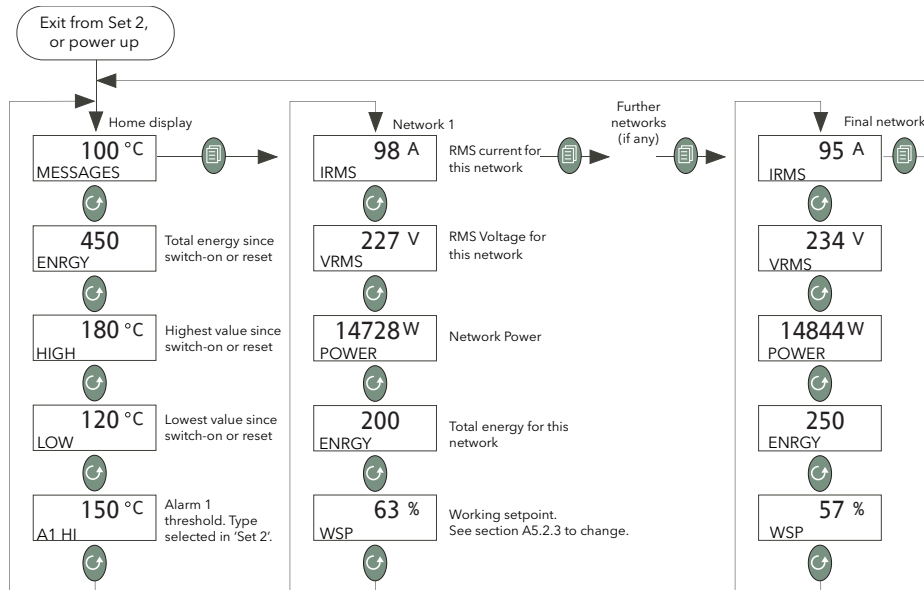 Exit from Set 2,
or power up
Home display
100 °C
MESSAGES
450
ENRGY
Total energy since
switch-on or reset
180 °C
HIGH
Highest value since
switch-on or reset
120 °C
LOW
Lowest value since
switch-on or reset
150 °C
A1 HI
Alarm 1
threshold. Type
selected in 'Set 2'.
Network 1
98 A
IRMS
RMS current for
this network
227 V
VRMS
RMS Voltage for
this network
14728 W
POWER
Network Power
200
ENRGY
Total energy for this
network
63 %
WSP
Working setpoint.
See section A5.2.3 to change.
Further
networks
(if any)
Final network
95 A
IRMS
234 V
VRMS
14844 W
POWER
250
ENRGY
57 %
WSP